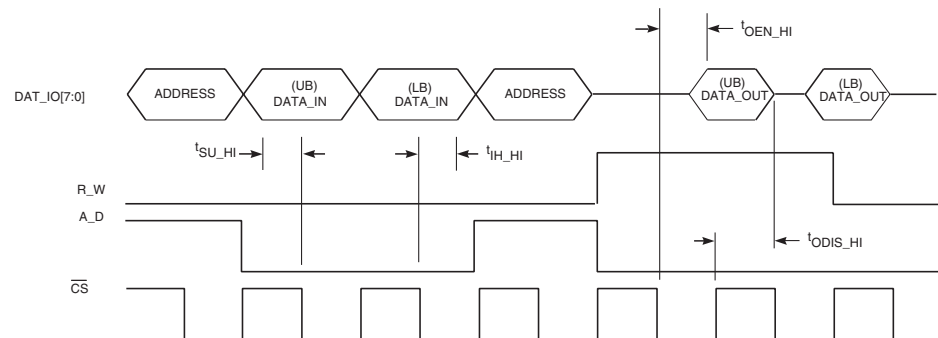 tOEN_HI
DAT_IO[7:0]
ADDRESS
(UB)
DATA_IN
(LB)
DATA_IN
ADDRESS
(UB)
DATA_OUT
(LB)
DATA_OUT
tSU_HI
tIH_HI
R_W
A_D
tODIS_HI
CS